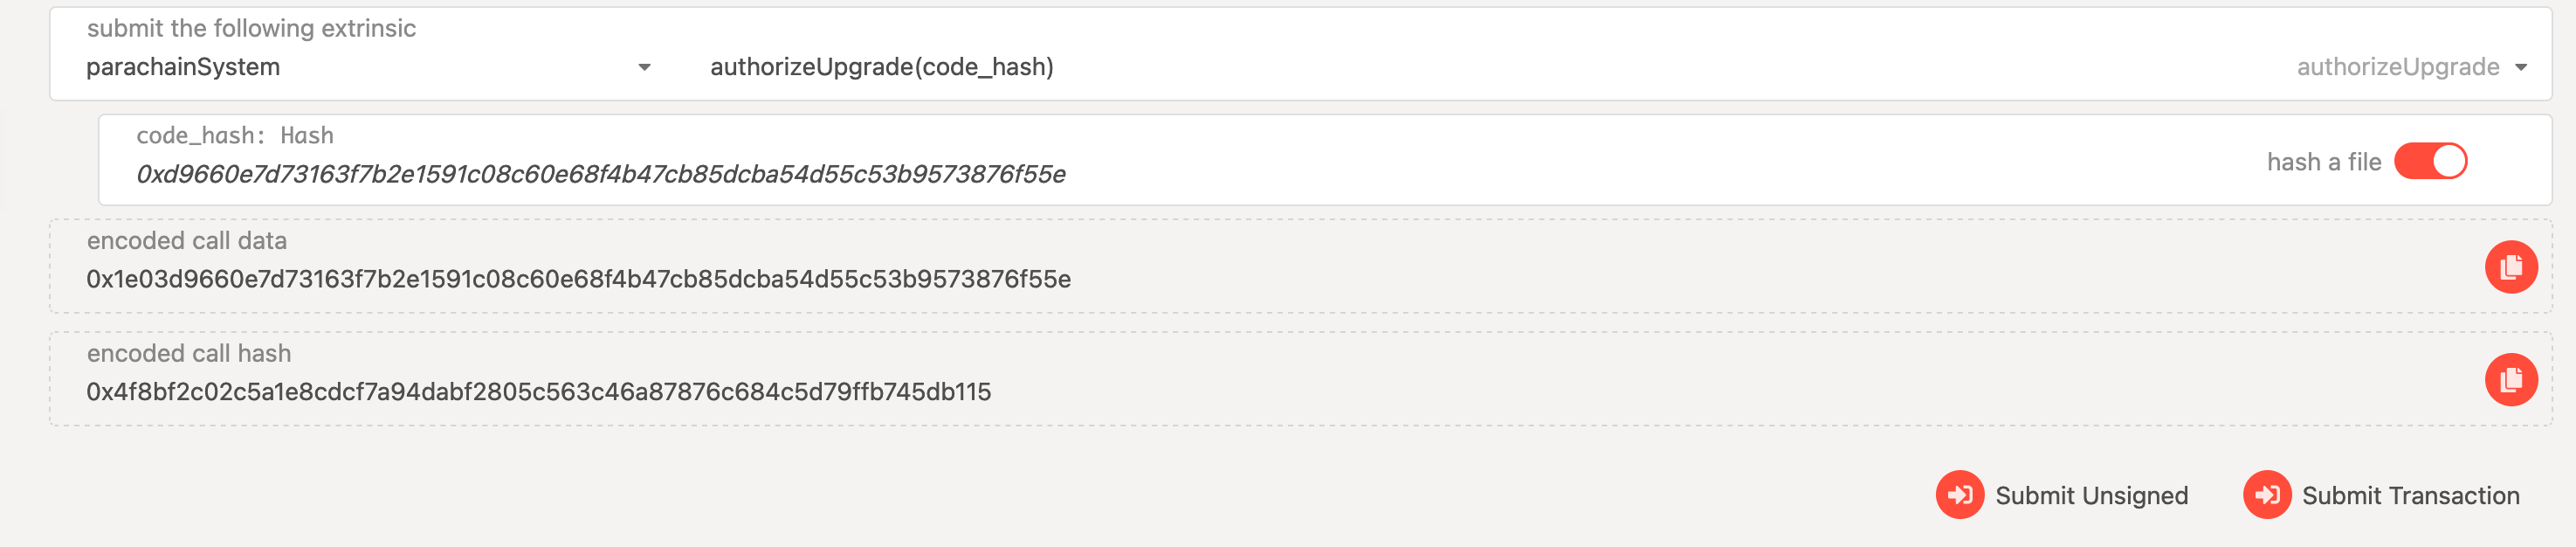 submit the following extrinsic
parachainSystem authorizeUpgrade(code_hash) authorizeUpgrade
code_hash: Hash
0xd9660e7d73163f7b2e1591c08c60e68f4b47cb85dcba54d55c53b9573876f55e hash a file
encoded call data
0x1e03d9660e7d73163f7b2e1591c08c60e68f4b47cb85dcba54d55c53b9573876f55e
encoded call hash
0x4f8bf2c02c5a1e8cdcf7a94dabf2805c563c46a87876c684c5d79ffb745db115
Submit Unsigned Submit Transaction